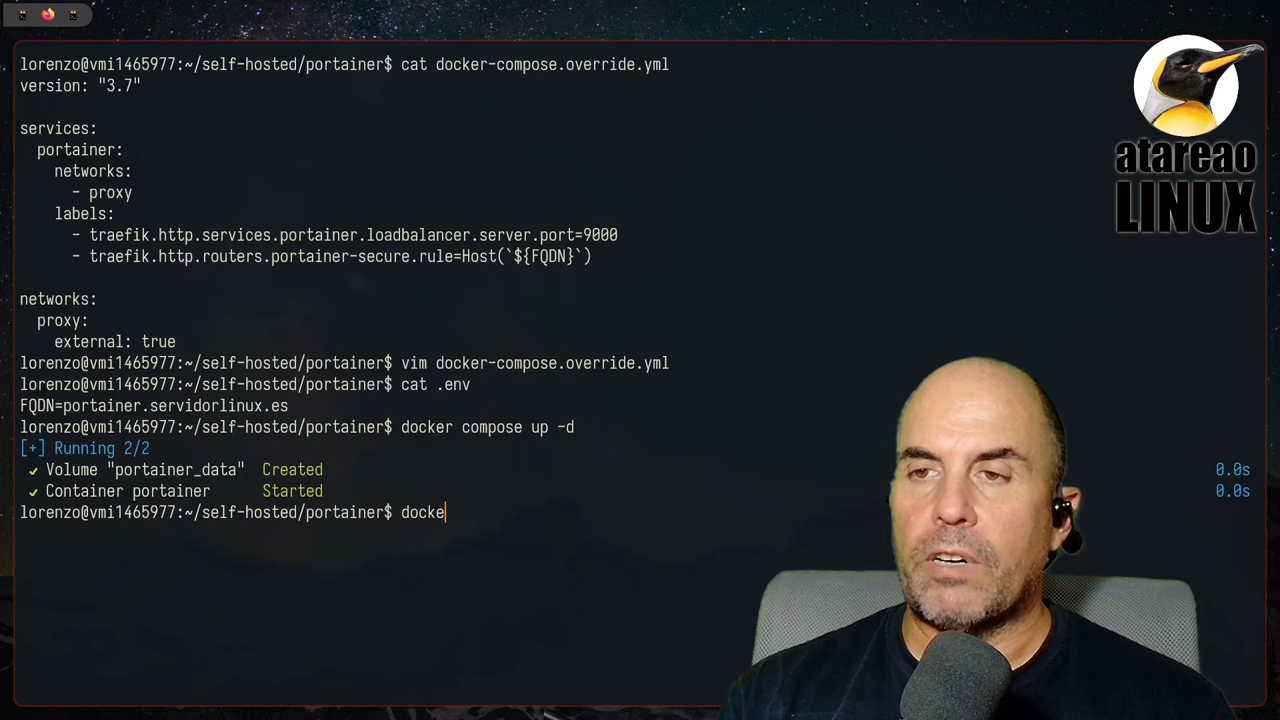 lorenzo@vmi1465977:~/self-hosted/portainer$ cat docker-compose.override.yml
version: "3.7"
services:
  portainer:
    networks:
      - proxy
    labels:
      - traefik.http.services.portainer.loadbalancer.server.port=9000
      - traefik.http.routers.portainer-secure.rule=Host(`${FQDN}`)
networks:
  proxy:
    external: true
lorenzo@vmi1465977:~/self-hosted/portainer$ vim docker-compose.override.yml
lorenzo@vmi1465977:~/self-hosted/portainer$ cat .env
FQDN=portainer.servidorlinux.es
lorenzo@vmi1465977:~/self-hosted/portainer$ docker compose up -d
[+] Running 2/2
✓ Volume "portainer_data"  Created 0.0s
✓ Container portainer      Started 0.0s
lorenzo@vmi1465977:~/self-hosted/portainer$ docke
atareao
LINUX